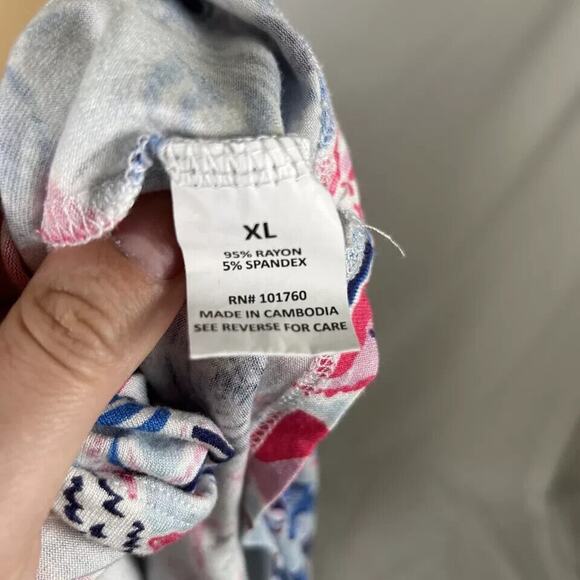 XL
95% RAYON
5% SPANDEX
RN# 101760
MADE IN CAMBODIA
SEE REVERSE FOR CARE